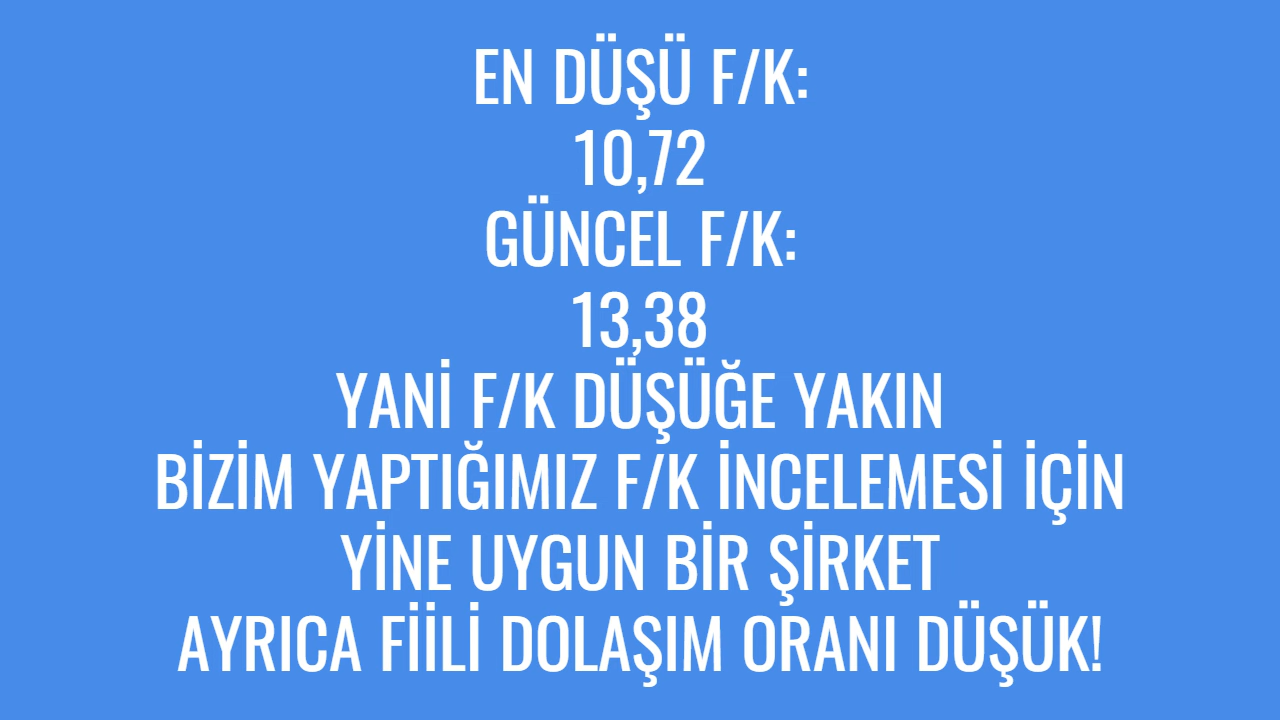 EN DÜŞÜ F/K:
10,72
GÜNCEL F/K:
13,38
YANİ F/K DÜŞÜĞE YAKIN
BİZİM YAPTIĞIMIZ F/K İNCELEMESİ İÇİN
YİNE UYGUN BİR ŞİRKET
AYRICA FİİLİ DOLAŞIM ORANI DÜŞÜK!